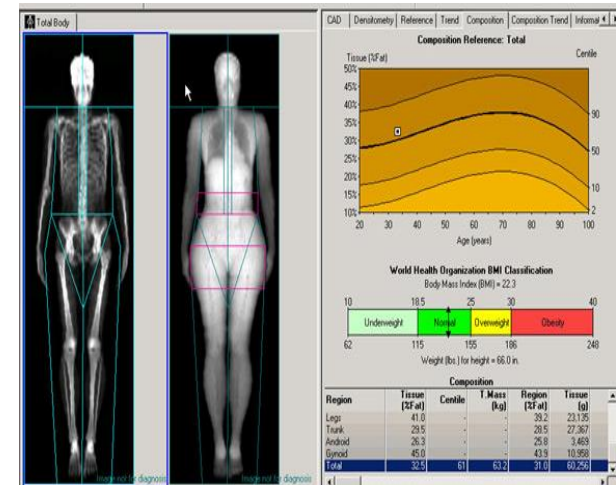 Total Body
CAD Densitometry Reference Trend Composition Composition Trend Informat
Composition Reference: Total
Tissue (%Fat) Centile
50%
45%
40%
35%
30%
25%
20%
15%
10%
90
50
10
2
20 30 40 50 60 70 80 90 100
Age (years)
World Health Organization BMI Classification
Body Mass Index (BMI) = 22.3
10 18.5 25 30 40
Underweight Normal Overweight Obesity
62 115 155 186 248
Weight (lbs.) for height = 66.0 in.
Composition
Region Tissue (%Fat) Centile T.Mass (kg) Region (%Fat) Tissue (g)
Legs 41.0 - - 39.2 23,135
Trunk 29.5 - - 28.5 27,367
Android 26.3 - - 25.8 3,469
Gynoid 45.0 - - 43.9 10,958
Total 32.5 61 63.2 31.0 60,256
Image not for diagnosis
Image not for diagnosis